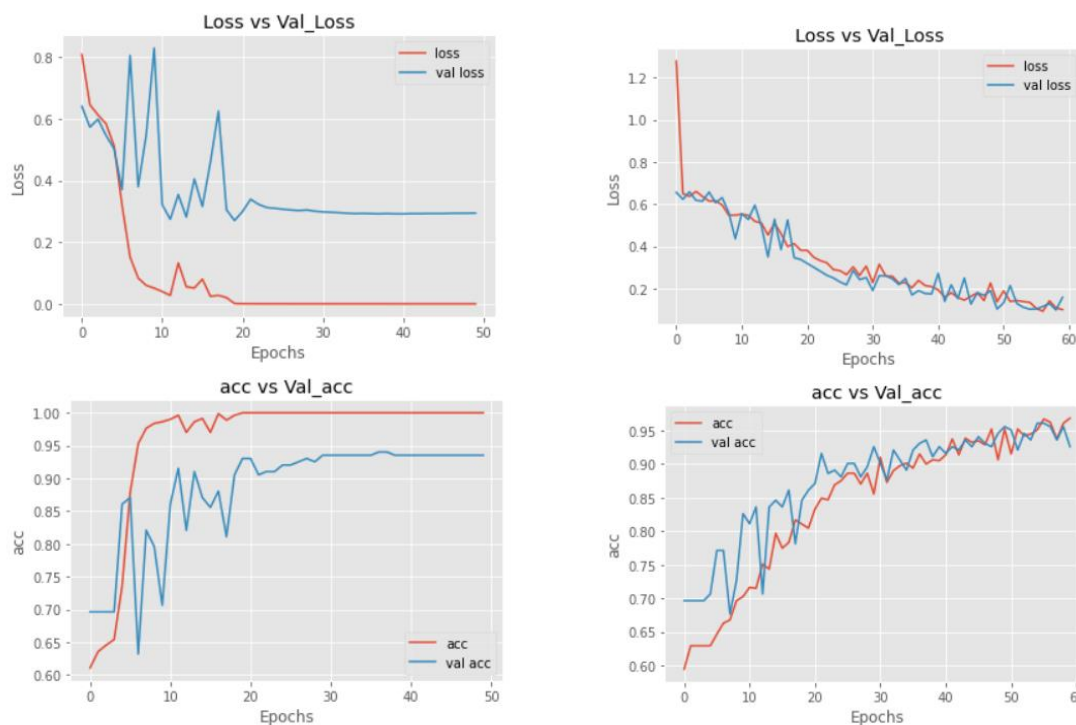 Loss vs Val_Loss
loss
val loss
0.8
0.6
0.4
0.2
0.0
Loss
0 10 20 30 40 50
Epochs
Loss vs Val_Loss
loss
val loss
1.2
1.0
0.8
0.6
0.4
0.2
Loss
0 10 20 30 40 50 60
Epochs
acc vs Val_acc
1.00
0.95
0.90
0.85
0.80
0.75
0.70
0.65
0.60
acc
acc
val acc
0 10 20 30 40 50
Epochs
acc vs Val_acc
acc
val acc
0.95
0.90
0.85
0.80
0.75
0.70
0.65
0.60
acc
0 10 20 30 40 50
Epochs